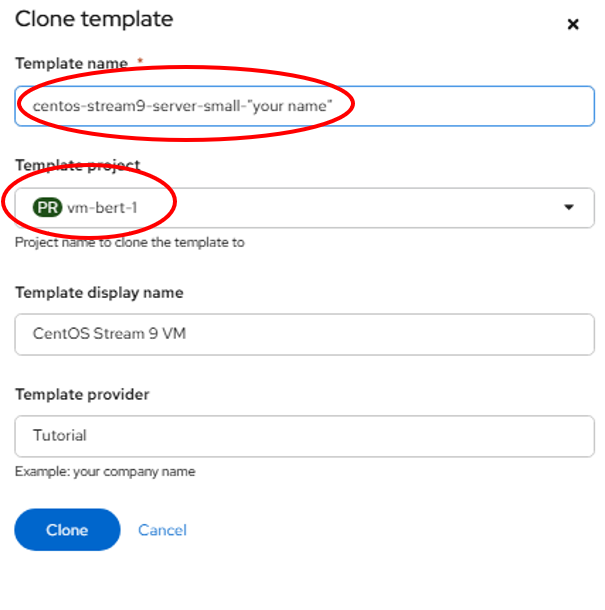 Clone template
Template name *
centos-stream9-server-small-"your name"
Template project
PR vm-bert-1
Project name to clone the template to
Template display name
CentOS Stream 9 VM
Template provider
Tutorial
Example: your company name
Clone Cancel